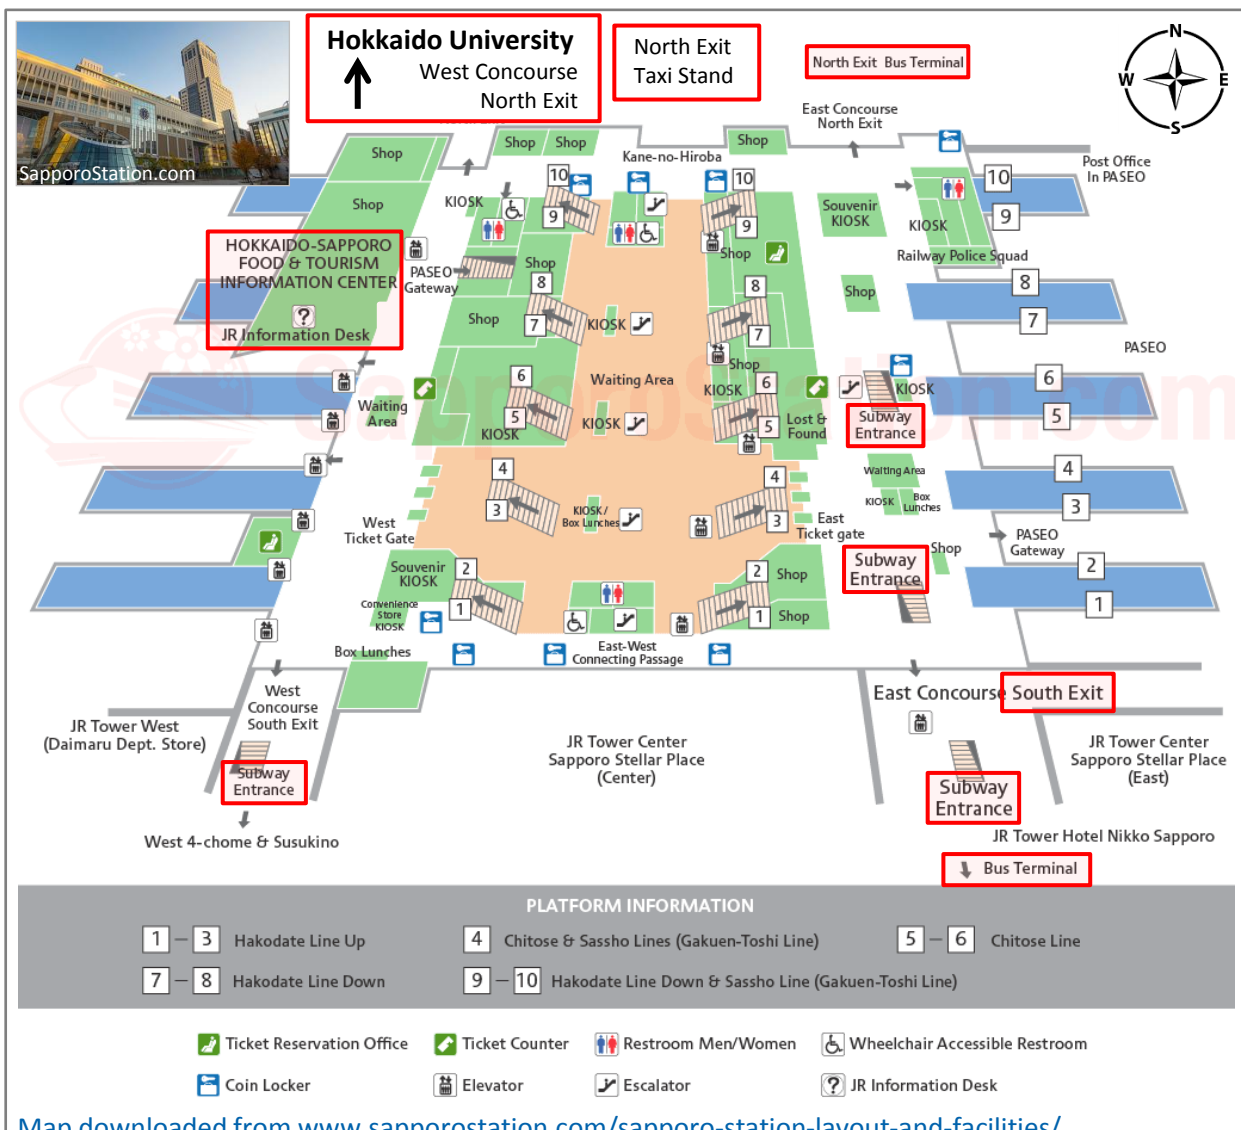 Hokkaido University
West Concourse
North Exit
North Exit
Taxi Stand
North Exit Bus Terminal
N
W E
S
SapporoStation.com
East Concourse
North Exit
Post Office
In PASEO
Shop
Shop
Shop
Shop
Kane-no-Hiroba
10
10
10
9
9
9
Shop
KIOSK
Souvenir
KIOSK
KIOSK
Railway Police Squad
HOKKAIDO-SAPPORO
FOOD & TOURISM
INFORMATION CENTER
?
JR Information Desk
PASEO
Gateway
Shop
Shop
8
8
8
7
7
7
Shop
Shop
KIOSK
PASEO
SapporoStation.com
Waiting Area
Shop
6
6
6
5
5
5
KIOSK
KIOSK
Waiting
Area
KIOSK
KIOSK
Lost &
Found
Subway
Entrance
4
4
4
3
3
3
Waiting Area
KIOSK
Box
Lunches
KIOSK /
Box Lunches
West
Ticket Gate
East
Ticket gate
PASEO
Gateway
Shop
Subway
Entrance
Souvenir
KIOSK
2
2
2
1
1
1
Shop
Shop
Convenience
Store
KIOSK
Box Lunches
East-West
Connecting Passage
West
Concourse
South Exit
East Concourse South Exit
JR Tower West
(Daimaru Dept. Store)
JR Tower Center
Sapporo Stellar Place
(Center)
JR Tower Center
Sapporo Stellar Place
(East)
Subway
Entrance
Subway
Entrance
West 4-chome & Susukino
JR Tower Hotel Nikko Sapporo
Bus Terminal
PLATFORM INFORMATION
1 – 3 Hakodate Line Up
4 Chitose & Sassho Lines (Gakuen-Toshi Line)
5 – 6 Chitose Line
7 – 8 Hakodate Line Down
9 – 10 Hakodate Line Down & Sassho Line (Gakuen-Toshi Line)
Ticket Reservation Office
Ticket Counter
Restroom Men/Women
Wheelchair Accessible Restroom
Coin Locker
Elevator
Escalator
? JR Information Desk
Map downloaded from www.sapporostation.com/sapporo-station-layout-and-facilities/